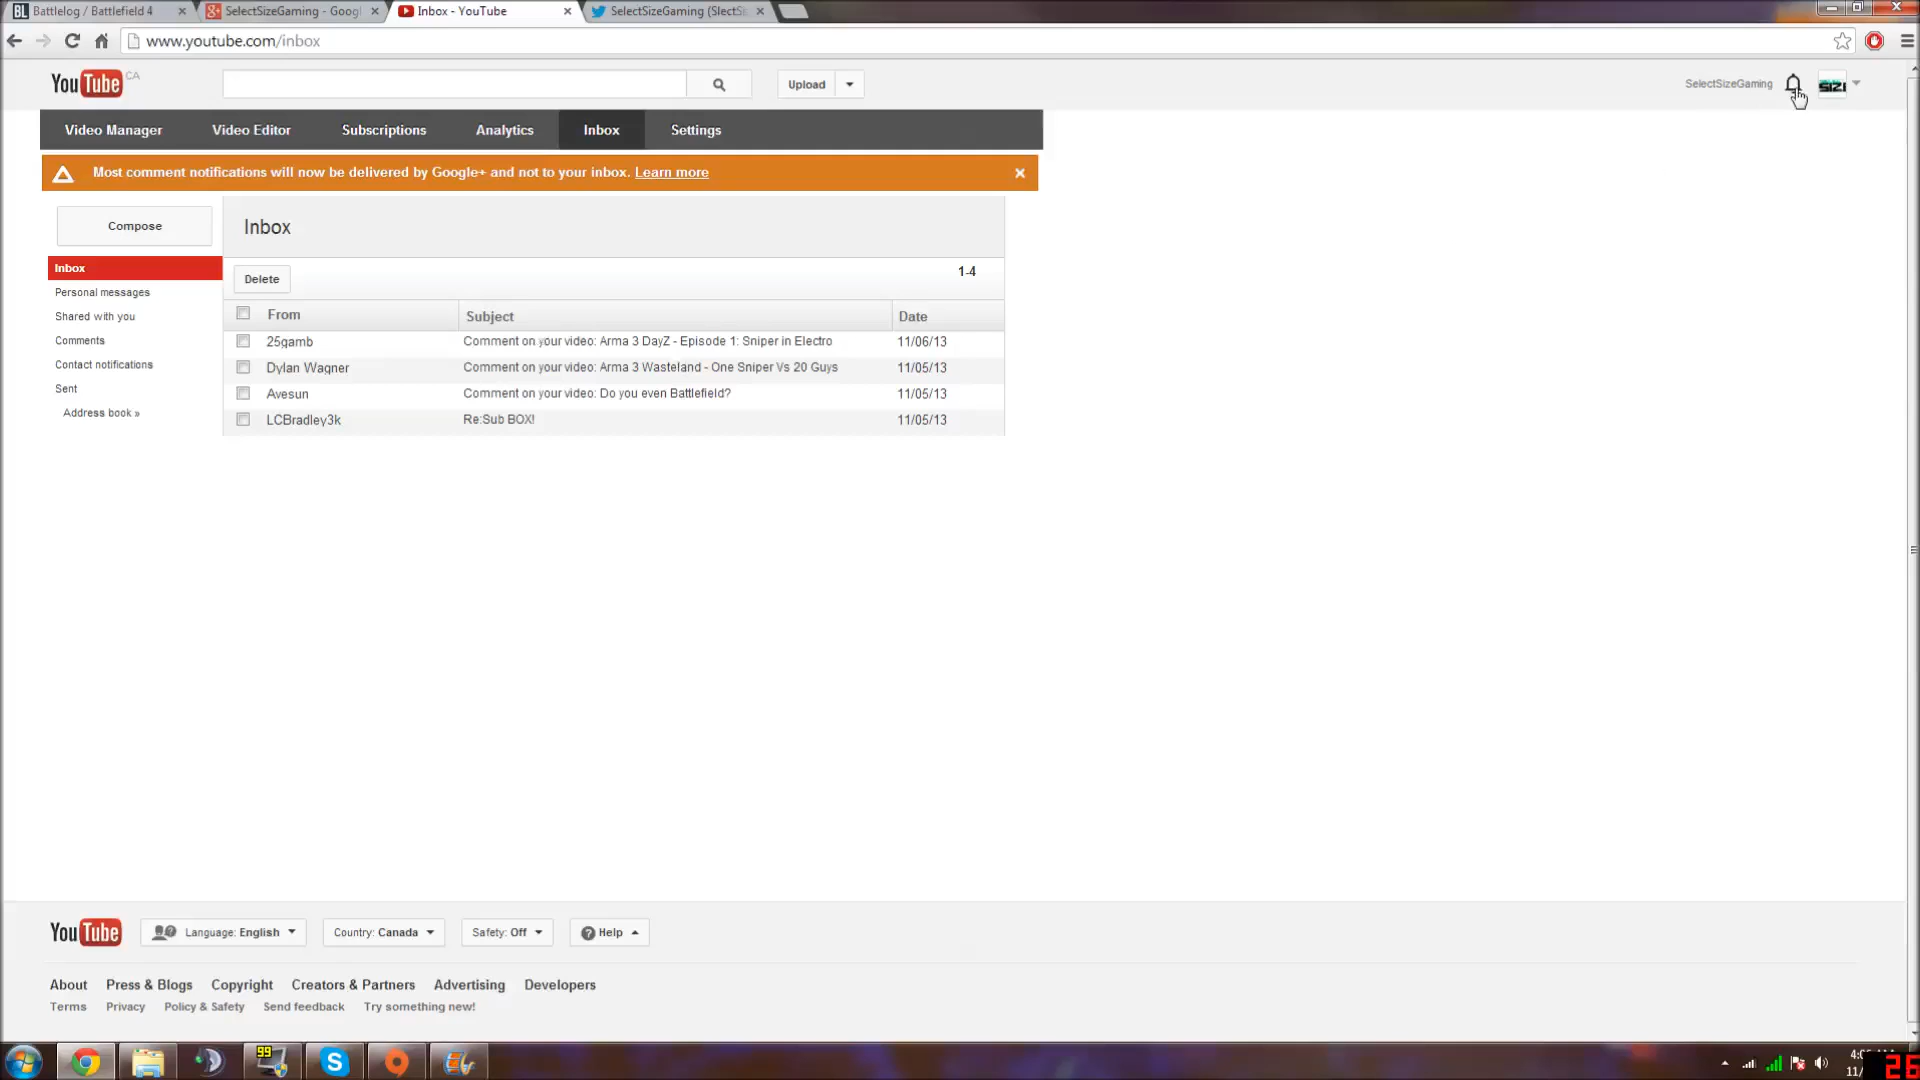 BL Battlelog / Battlefield 4
SelectSizeGaming - Googl
Inbox - YouTube
SelectSizeGaming (SlectSi
www.youtube.com/inbox
YouTube CA
Upload
SelectSizeGaming
SIZI
Video Manager Video Editor Subscriptions Analytics Inbox Settings
Most comment notifications will now be delivered by Google+ and not to your inbox. Learn more
Compose
Inbox
Personal messages
Shared with you
Comments
Contact notifications
Sent
Address book »
Inbox
Delete
1-4
From Subject Date
25gamb Comment on your video: Arma 3 DayZ - Episode 1: Sniper in Electro 11/06/13
Dylan Wagner Comment on your video: Arma 3 Wasteland - One Sniper Vs 20 Guys 11/05/13
Avesun Comment on your video: Do you even Battlefield? 11/05/13
LCBradley3k Re:Sub BOX! 11/05/13
YouTube Language: English Country: Canada Safety: Off Help
About Press & Blogs Copyright Creators & Partners Advertising Developers
Terms Privacy Policy & Safety Send feedback Try something new!
99
26